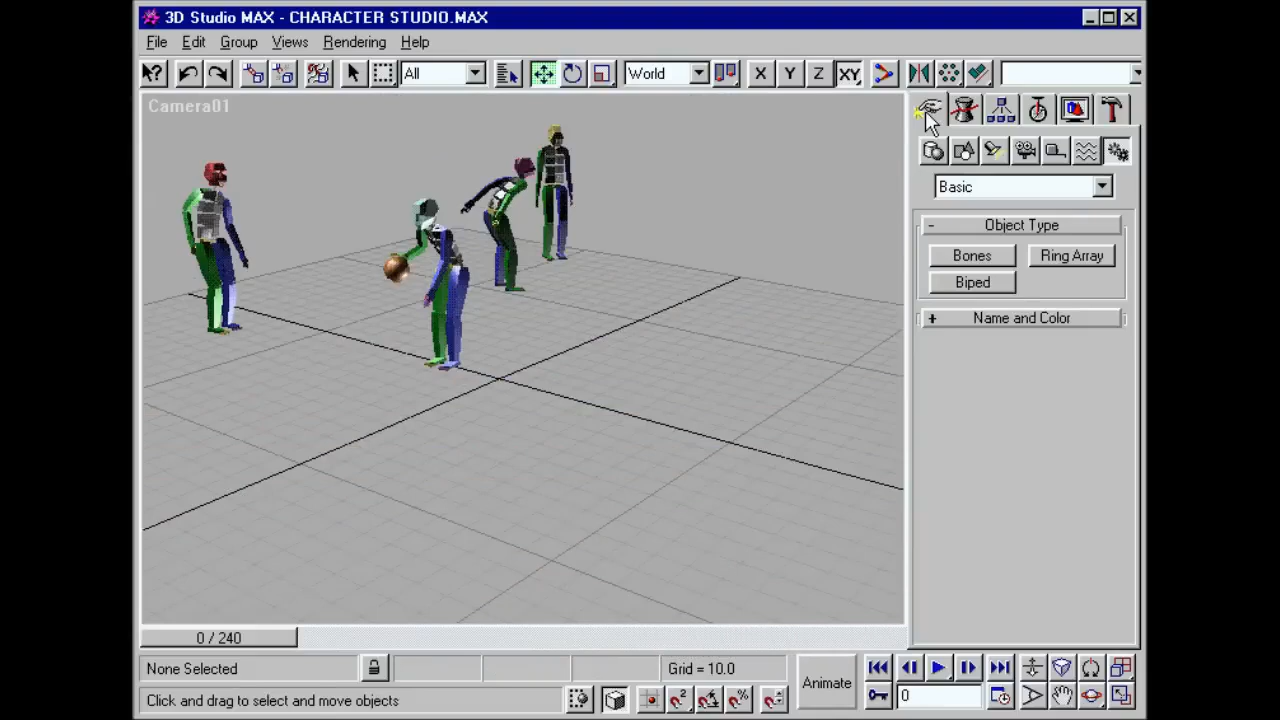 3D Studio MAX - CHARACTER STUDIO.MAX
File Edit Group Views Rendering Help
All World X Y Z XY
Camera01
Basic
- Object Type
Bones Ring Array
Biped
+ Name and Color
0 / 240
None Selected Grid = 10.0 Animate
Click and drag to select and move objects 2 % 0